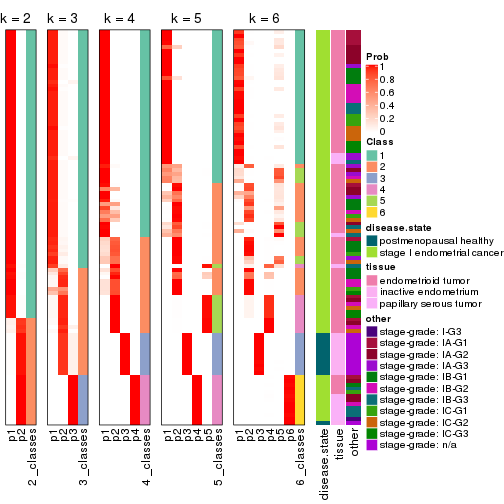 k = 2 k = 3 k = 4 k = 5 k = 6
Prob
1
0.8
0.6
0.4
0.2
0
Class
1
2
3
4
5
6
disease.state
postmenopausal healthy
stage I endometrial cancer
tissue
endometrioid tumor
inactive endometrium
papillary serous tumor
other
stage-grade: I-G3
stage-grade: IA-G1
stage-grade: IA-G2
stage-grade: IA-G3
stage-grade: IB-G1
stage-grade: IB-G2
stage-grade: IB-G3
stage-grade: IC-G1
stage-grade: IC-G2
stage-grade: IC-G3
stage-grade: n/a
p1
p2
2_classes
p1
p2
p3
3_classes
p1
p2
p3
p4
4_classes
p1
p2
p3
p4
p5
5_classes
p1
p2
p3
p4
p5
p6
6_classes
disease.state
tissue
other